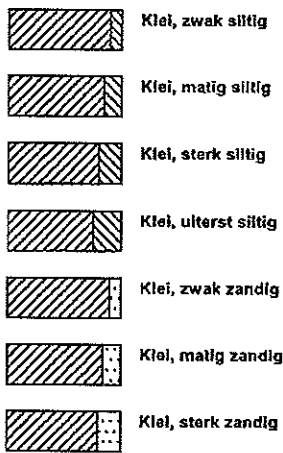 Klei, zwak siltig
Klei, matig siltig
Klei, sterk siltig
Klei, uiterst siltig
Klei, zwak zandig
Klei, matig zandig
Klei, sterk zandig